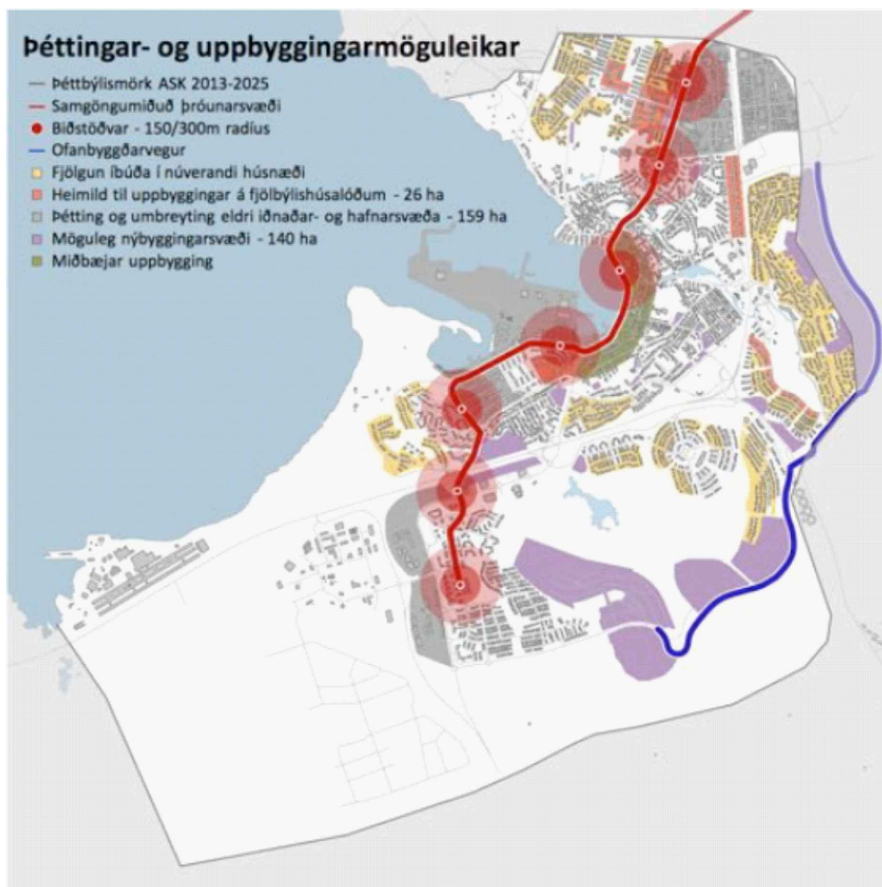 Þéttingar- og uppbyggingarmöguleikar
Þéttbýlismörk ASK 2013-2025
Samgöngumiðuð þróunarsvæði
Biðstöðvar - 150/300m radíus
Ofanbyggðarvegur
Fjölgun íbúða í núverandi húsnæði
Heimild til uppbyggingar á fjölbýlishúsalóðum - 26 ha
Þétting og umbreyting eldri iðnaðar- og hafnarsvæða - 159 ha
Möguleg nýbyggingarsvæði - 140 ha
Miðbæjar uppbygging